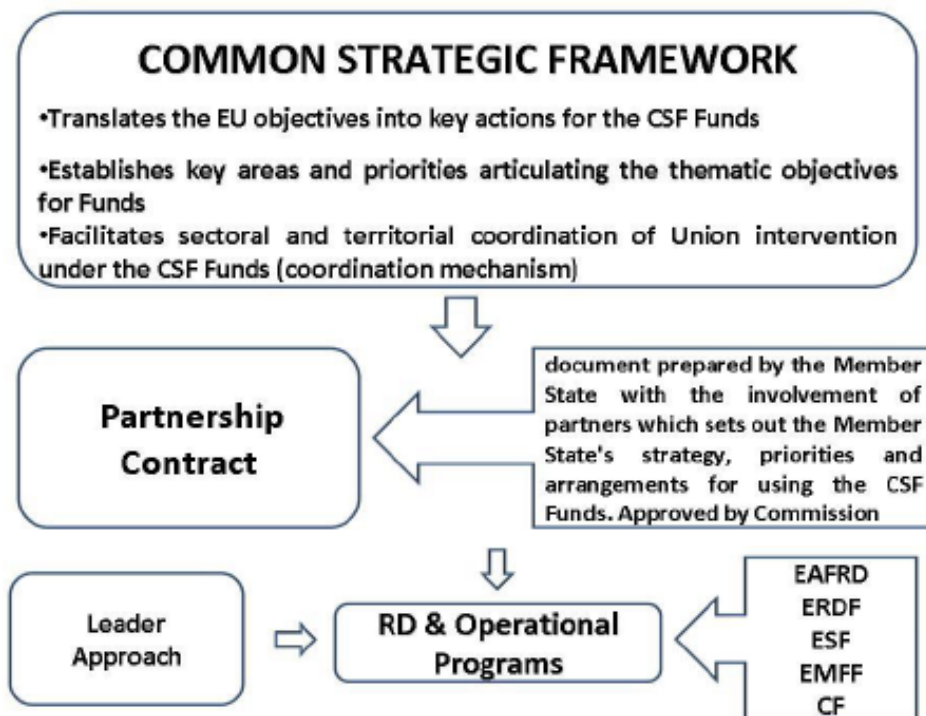 COMMON STRATEGIC FRAMEWORK
•Translates the EU objectives into key actions for the CSF Funds
•Establishes key areas and priorities articulating the thematic objectives
for Funds
•Facilitates sectoral and territorial coordination of Union intervention
under the CSF Funds (coordination mechanism)
Partnership
Contract
document prepared by the Member
State with the involvement of
partners which sets out the Member
State's strategy, priorities and
arrangements for using the CSF
Funds. Approved by Commission
Leader
Approach
RD & Operational
Programs
EAFRD
ERDF
ESF
EMFF
CF